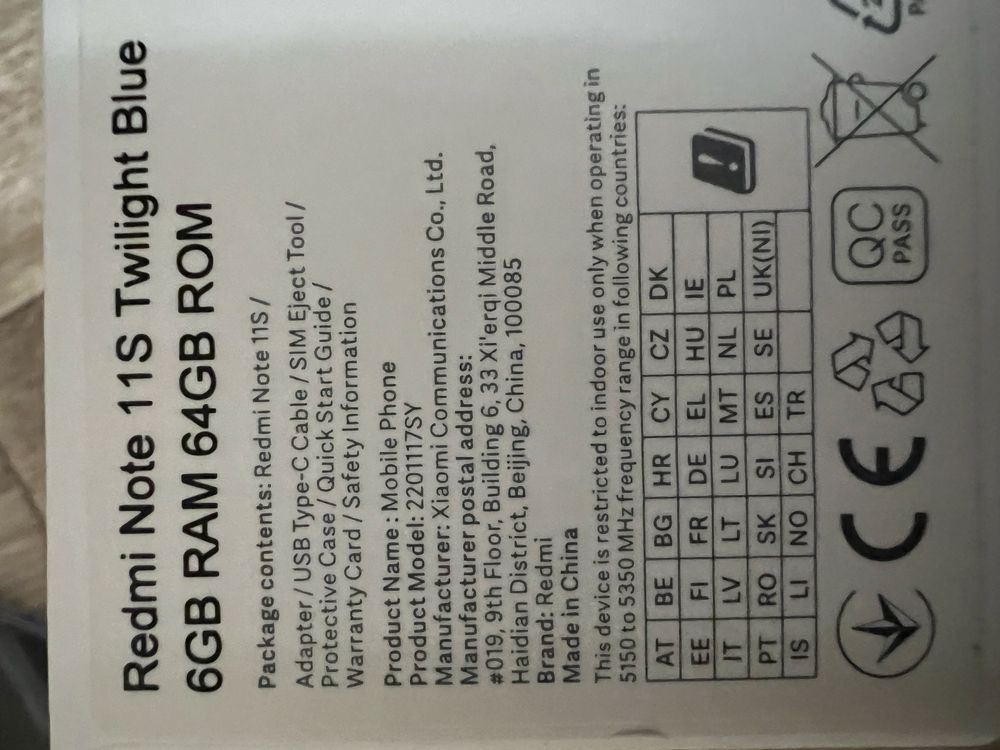 Redmi Note 11S Twilight Blue
6GB RAM 64GB ROM
Package contents: Redmi Note 11S /
Adapter / USB Type-C Cable / SIM Eject Tool /
Protective Case / Quick Start Guide /
Warranty Card / Safety Information
Product Name : Mobile Phone
Product Model: 2201117SY
Manufacturer: Xiaomi Communications Co., Ltd.
Manufacturer postal address:
#019, 9th Floor, Building 6, 33 Xi'erqi Middle Road,
Haidian District, Beijing, China, 100085
Brand: Redmi
Made in China
This device is restricted to indoor use only when operating in
5150 to 5350 MHz frequency range in following countries:
AT BE BG HR CY CZ DK
EE FI FR DE EL HU IE
IT LV LT LU MT NL PL
PT RO SK SI ES SE UK(NI)
IS LI NO CH TR
CE
QC
PASS